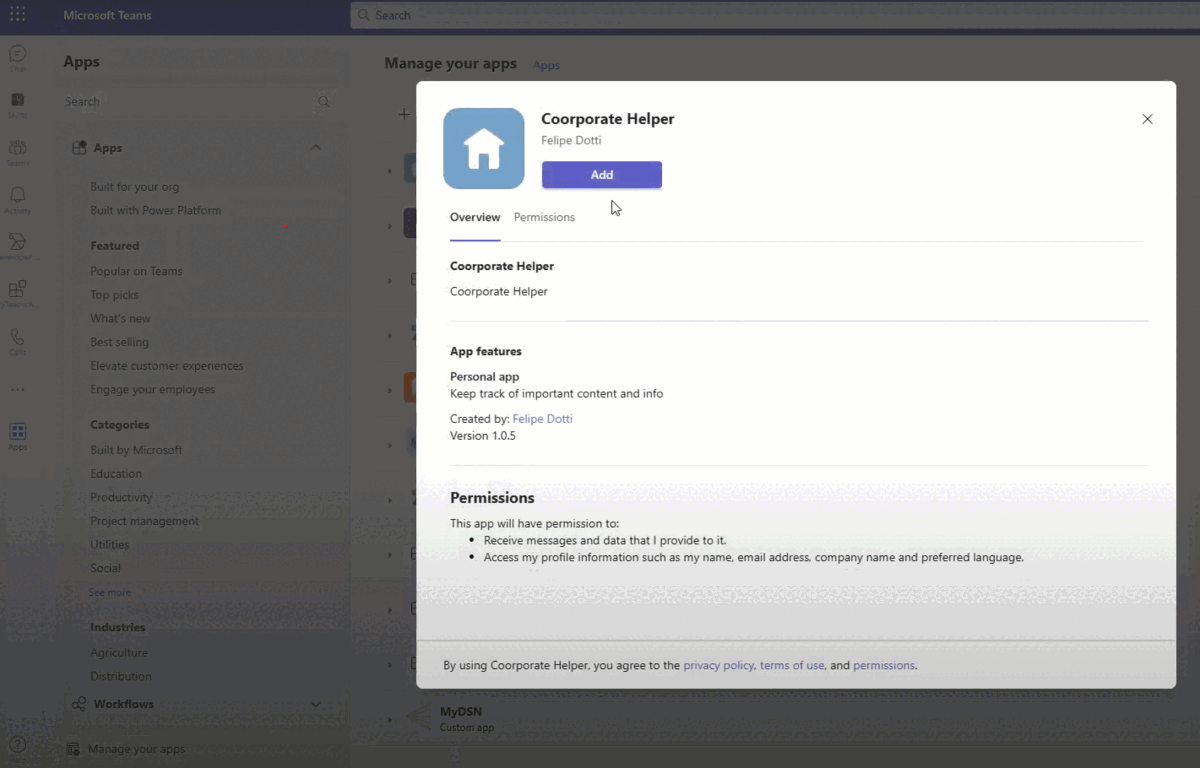 Microsoft Teams
Search
Chat
Teams
Activity
Calls
Apps
Apps
Search
Apps
Built for your org
Built with Power Platform
Featured
Popular on Teams
Top picks
What's new
Best selling
Elevate customer experiences
Engage your employees
Categories
Built by Microsoft
Education
Productivity
Project management
Utilities
Social
See more
Industries
Agriculture
Distribution
Workflows
Manage your apps
Manage your apps
Apps
Coorporate Helper
Felipe Dotti
Add
Overview
Permissions
Coorporate Helper
Coorporate Helper
App features
Personal app
Keep track of important content and info
Created by: Felipe Dotti
Version 1.0.5
Permissions
This app will have permission to:
• Receive messages and data that I provide to it.
• Access my profile information such as my name, email address, company name and preferred language.
By using Coorporate Helper, you agree to the privacy policy, terms of use, and permissions.
MyDSN
Custom app